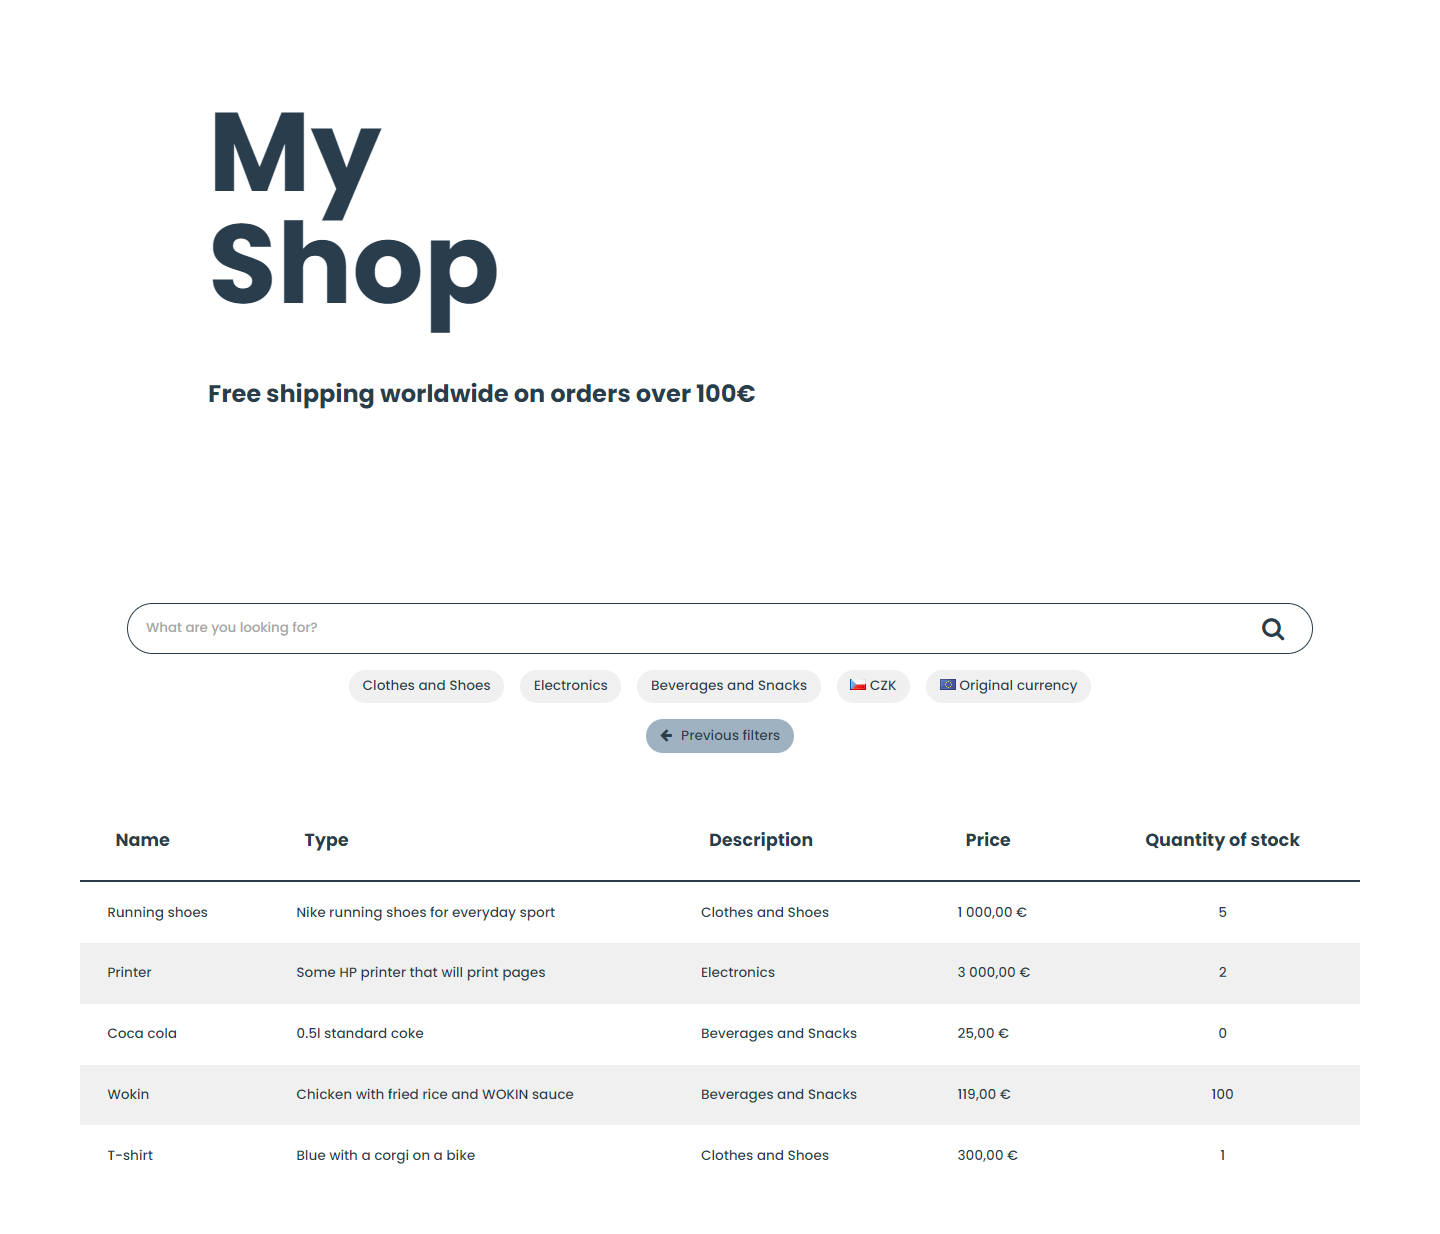 My
Shop
Free shipping worldwide on orders over 100€
What are you looking for?
Clothes and Shoes Electronics Beverages and Snacks CZK Original currency
Previous filters
Name Type Description Price Quantity of stock
Running shoes Nike running shoes for everyday sport Clothes and Shoes 1 000,00 € 5
Printer Some HP printer that will print pages Electronics 3 000,00 € 2
Coca cola 0.5l standard coke Beverages and Snacks 25,00 € 0
Wokin Chicken with fried rice and WOKIN sauce Beverages and Snacks 119,00 € 100
T-shirt Blue with a corgi on a bike Clothes and Shoes 300,00 € 1